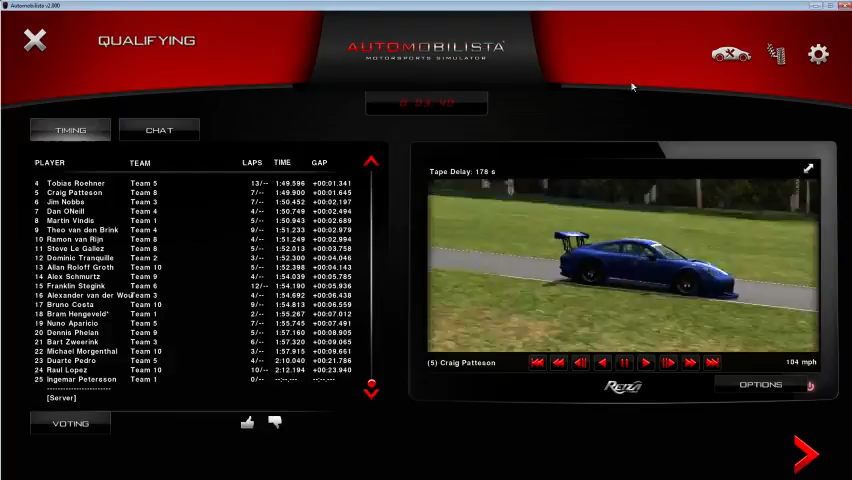 Automobilista v2.000
QUALIFYING
AUTOMOBILISTA
MOTORSPORTS SIMULATOR
0:03:40
TIMING
CHAT
PLAYER TEAM LAPS TIME GAP
4 Tobias Roehner Team 5 13/-- 1:49.596 +00:01.341
5 Craig Patteson Team 8 7/-- 1:49.900 +00:01.645
6 Jim Nobbs Team 3 7/-- 1:50.452 +00:02.197
7 Dan ONeill Team 4 4/-- 1:50.749 +00:02.494
8 Martin Vindis Team 1 5/-- 1:50.943 +00:02.689
9 Theo van den Brink Team 4 9/-- 1:51.233 +00:02.979
10 Ramon van Rijn Team 8 4/-- 1:51.249 +00:02.994
11 Steve Le Gallez Team 8 6/-- 1:52.013 +00:03.758
12 Dominic Tranquille Team 2 3/-- 1:52.300 +00:04.046
13 Allan Roloff Groth Team 10 6/-- 1:52.398 +00:04.143
14 Alex Schmurtz Team 9 4/-- 1:54.039 +00:05.785
15 Franklin Stegink Team 6 12/-- 1:54.190 +00:05.936
16 Alexander van der Wou Team 3 4/-- 1:54.692 +00:06.438
17 Bruno Costa Team 10 9/-- 1:54.813 +00:06.559
18 Bram Hengeveld* Team 1 2/-- 1:55.267 +00:07.012
19 Nuno Aparicio Team 5 7/-- 1:55.745 +00:07.491
20 Dennis Phelan Team 9 5/-- 1:57.160 +00:08.905
21 Bart Zweerink Team 3 6/-- 1:57.320 +00:09.065
22 Michael Morgenthal Team 10 3/-- 1:57.915 +00:09.661
23 Duarte Pedro Team 5 4/-- 2:10.040 +00:21.786
24 Raul Lopez Team 10 10/-- 2:12.194 +00:23.940
25 Ingemar Petersson Team 1 0/-- --:--.--- +--:--.---
------------------------
[Server]
VOTING
Tape Delay: 178 s
(5) Craig Patteson
104 mph
REIZA
OPTIONS